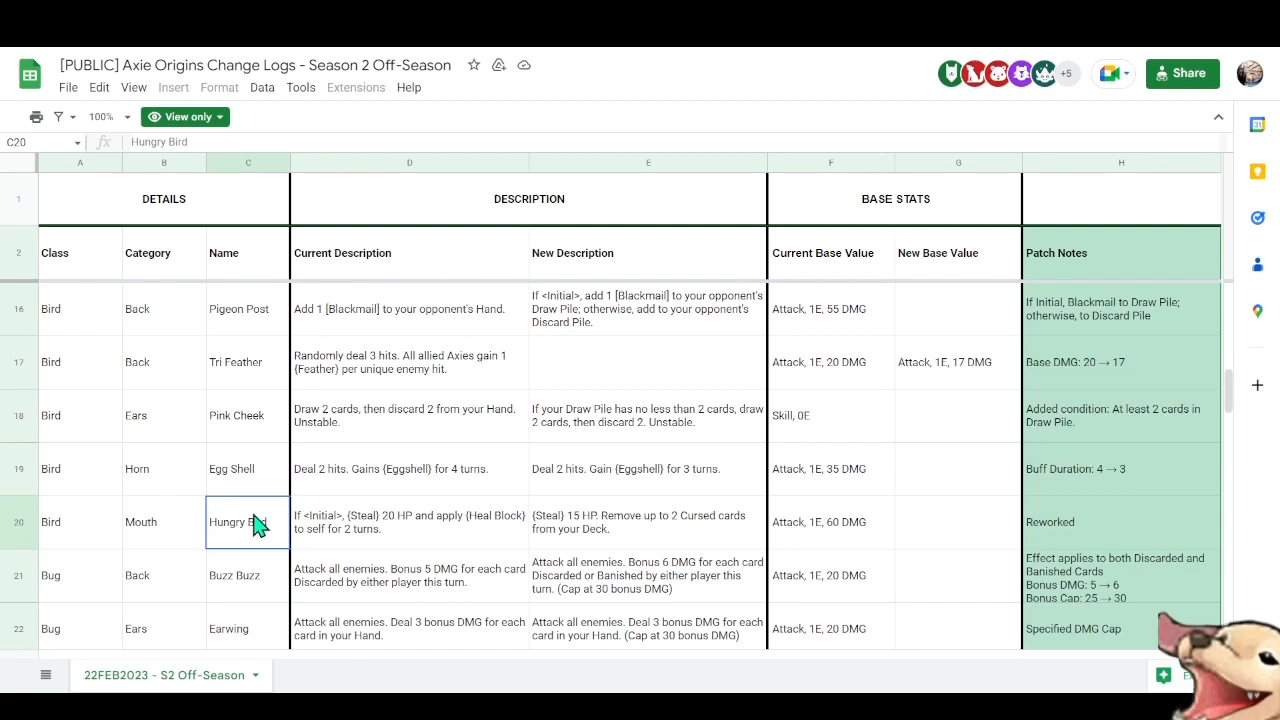 [PUBLIC] Axie Origins Change Logs - Season 2 Off-Season
File Edit View Insert Format Data Tools Extensions Help
+5
Share
100%
View only
C20
Hungry Bird
A B C D E F G H
1
DETAILS
DESCRIPTION
BASE STATS
2
Class
Category
Name
Current Description
New Description
Current Base Value
New Base Value
Patch Notes
16
Bird
Back
Pigeon Post
Add 1 [Blackmail] to your opponent's Hand.
If <Initial>, add 1 [Blackmail] to your opponent's
Draw Pile; otherwise, add to your opponent's
Discard Pile.
Attack, 1E, 55 DMG
If Initial, Blackmail to Draw Pile;
otherwise, to Discard Pile
17
Bird
Back
Tri Feather
Randomly deal 3 hits. All allied Axies gain 1
{Feather} per unique enemy hit.
Attack, 1E, 20 DMG
Attack, 1E, 17 DMG
Base DMG: 20 → 17
18
Bird
Ears
Pink Cheek
Draw 2 cards, then discard 2 from your Hand.
Unstable.
If your Draw Pile has no less than 2 cards, draw
2 cards, then discard 2. Unstable.
Skill, 0E
Added condition: At least 2 cards in
Draw Pile.
19
Bird
Horn
Egg Shell
Deal 2 hits. Gains {Eggshell} for 4 turns.
Deal 2 hits. Gain {Eggshell} for 3 turns.
Attack, 1E, 35 DMG
Buff Duration: 4 → 3
20
Bird
Mouth
Hungry
If <Initial>, {Steal} 20 HP and apply {Heal Block}
to self for 2 turns.
{Steal} 15 HP. Remove up to 2 Cursed cards
from your Deck.
Attack, 1E, 60 DMG
Reworked
21
Bug
Back
Buzz Buzz
Attack all enemies. Bonus 5 DMG for each card
Discarded by either player this turn.
Attack all enemies. Bonus 6 DMG for each card
Discarded or Banished by either player this
turn. (Cap at 30 bonus DMG)
Attack, 1E, 20 DMG
Effect applies to both Discarded and
Banished Cards
Bonus DMG: 5 → 6
Bonus Cap: 25 → 30
22
Bug
Ears
Earwing
Attack all enemies. Deal 3 bonus DMG for each
card in your Hand.
Attack all enemies. Deal 3 bonus DMG for each
card in your Hand. (Cap at 30 bonus DMG)
Attack, 1E, 20 DMG
Specified DMG Cap
22FEB2023 - S2 Off-Season